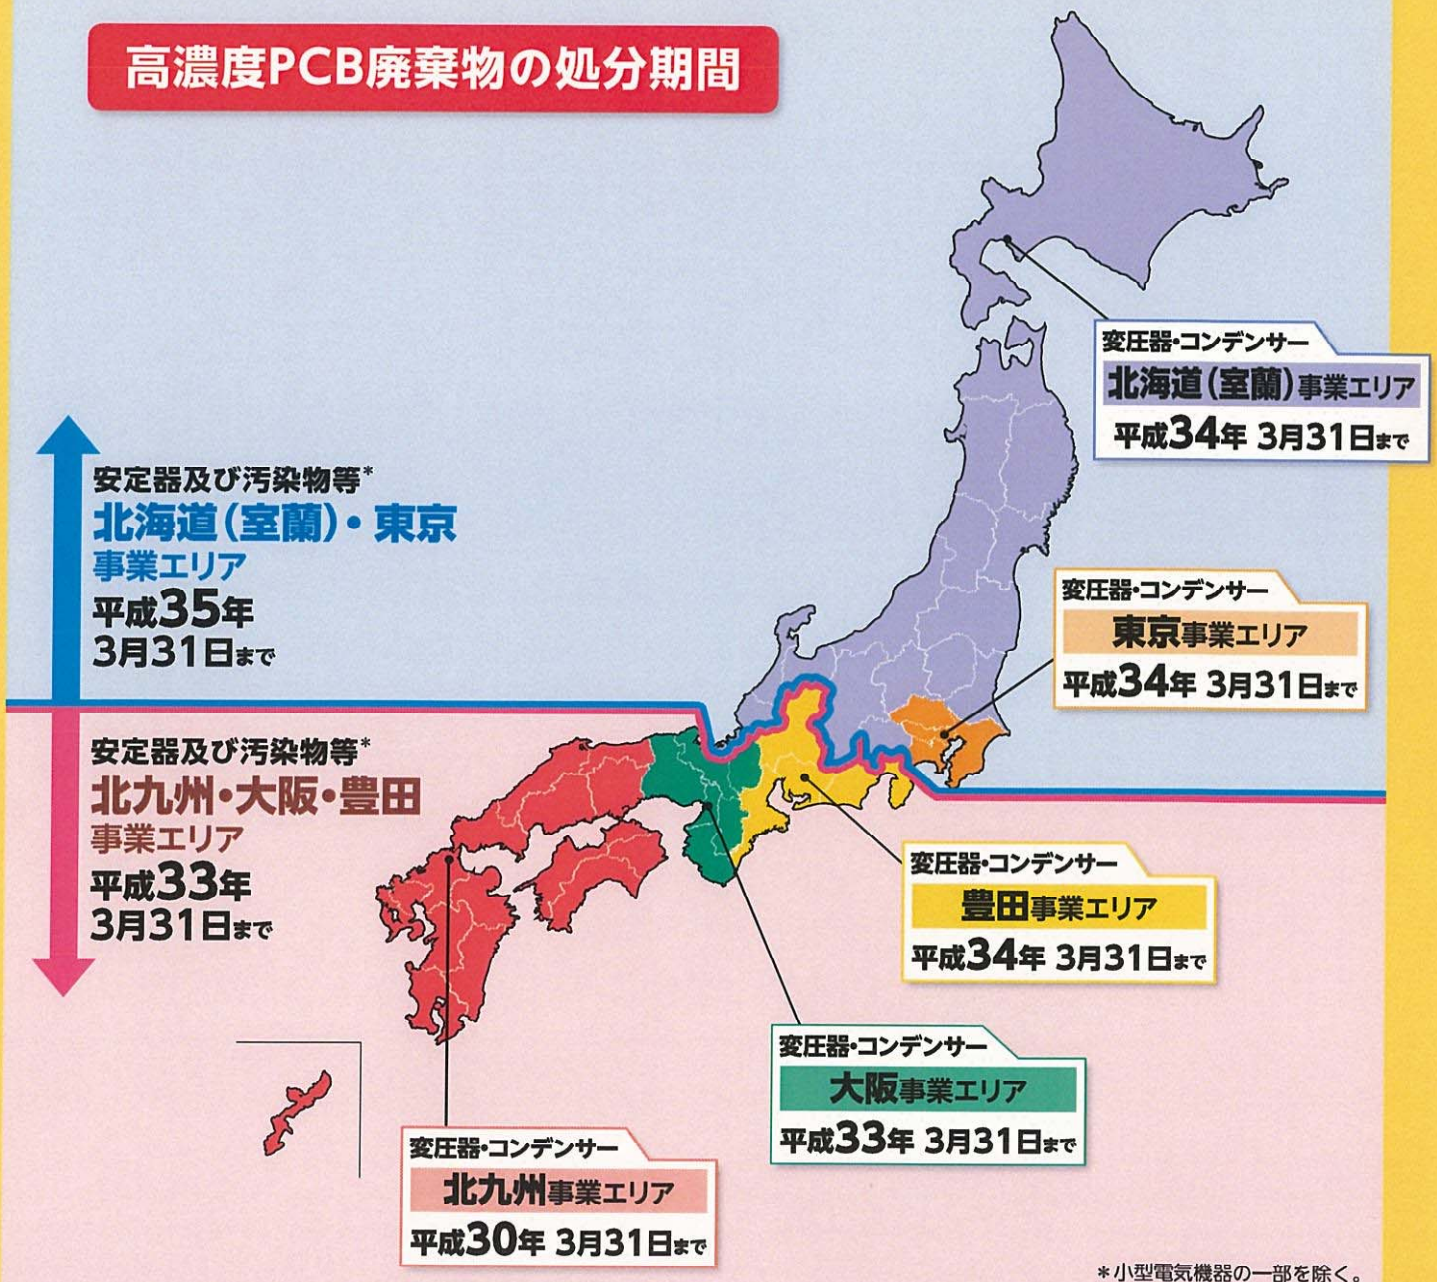 高濃度PCB廃棄物の処分期間
変圧器・コンデンサー
北海道(室蘭)事業エリア
平成34年 3月31日まで
安定器及び汚染物等*
北海道(室蘭)・東京
事業エリア
平成35年
3月31日まで
変圧器・コンデンサー
東京事業エリア
平成34年 3月31日まで
安定器及び汚染物等*
北九州・大阪・豊田
事業エリア
平成33年
3月31日まで
変圧器・コンデンサー
豊田事業エリア
平成34年 3月31日まで
変圧器・コンデンサー
大阪事業エリア
平成33年 3月31日まで
変圧器・コンデンサー
北九州事業エリア
平成30年 3月31日まで
*小型電気機器の一部を除く。